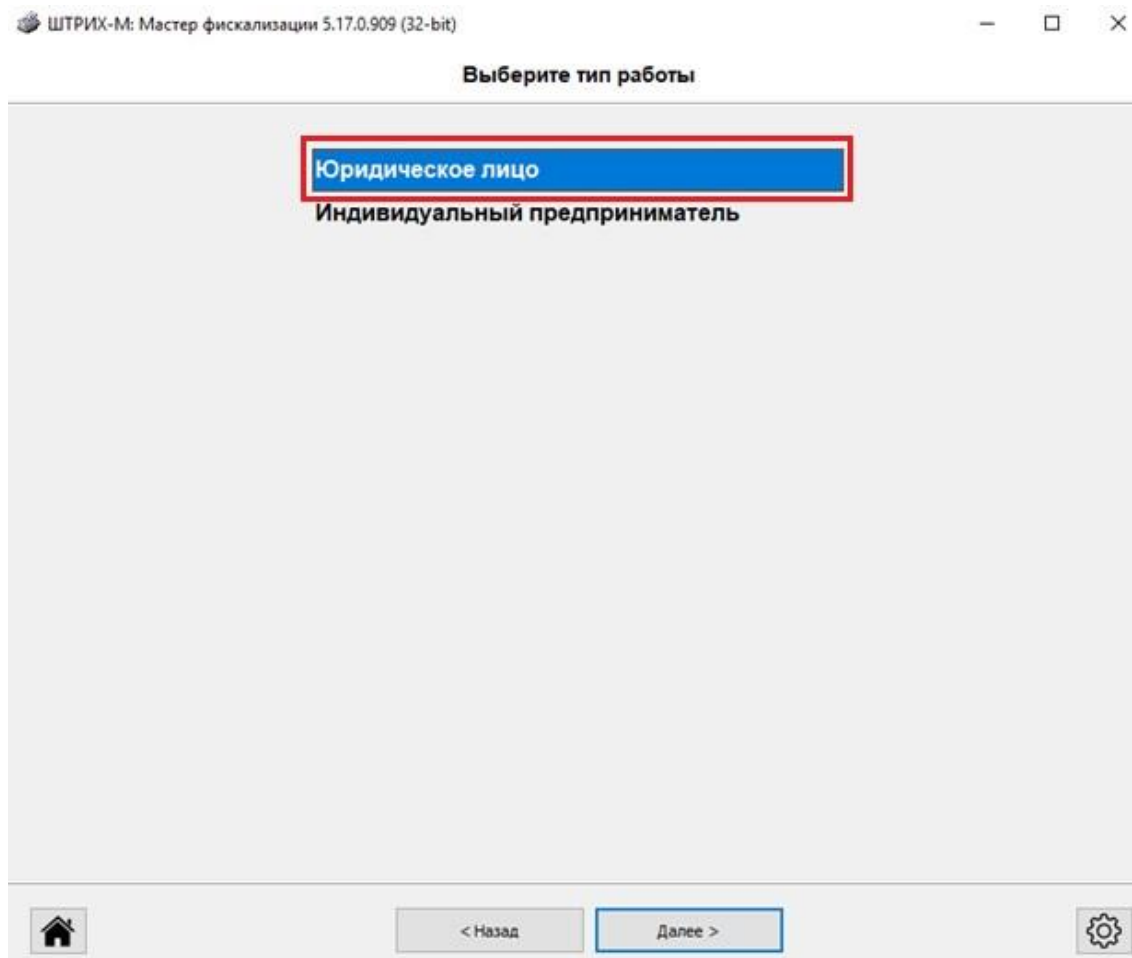 ШТРИХ-М: Мастер фискализации 5.17.0.909 (32-bit)
Выберите тип работы
Юридическое лицо
Индивидуальный предприниматель
< Назад
Далее >